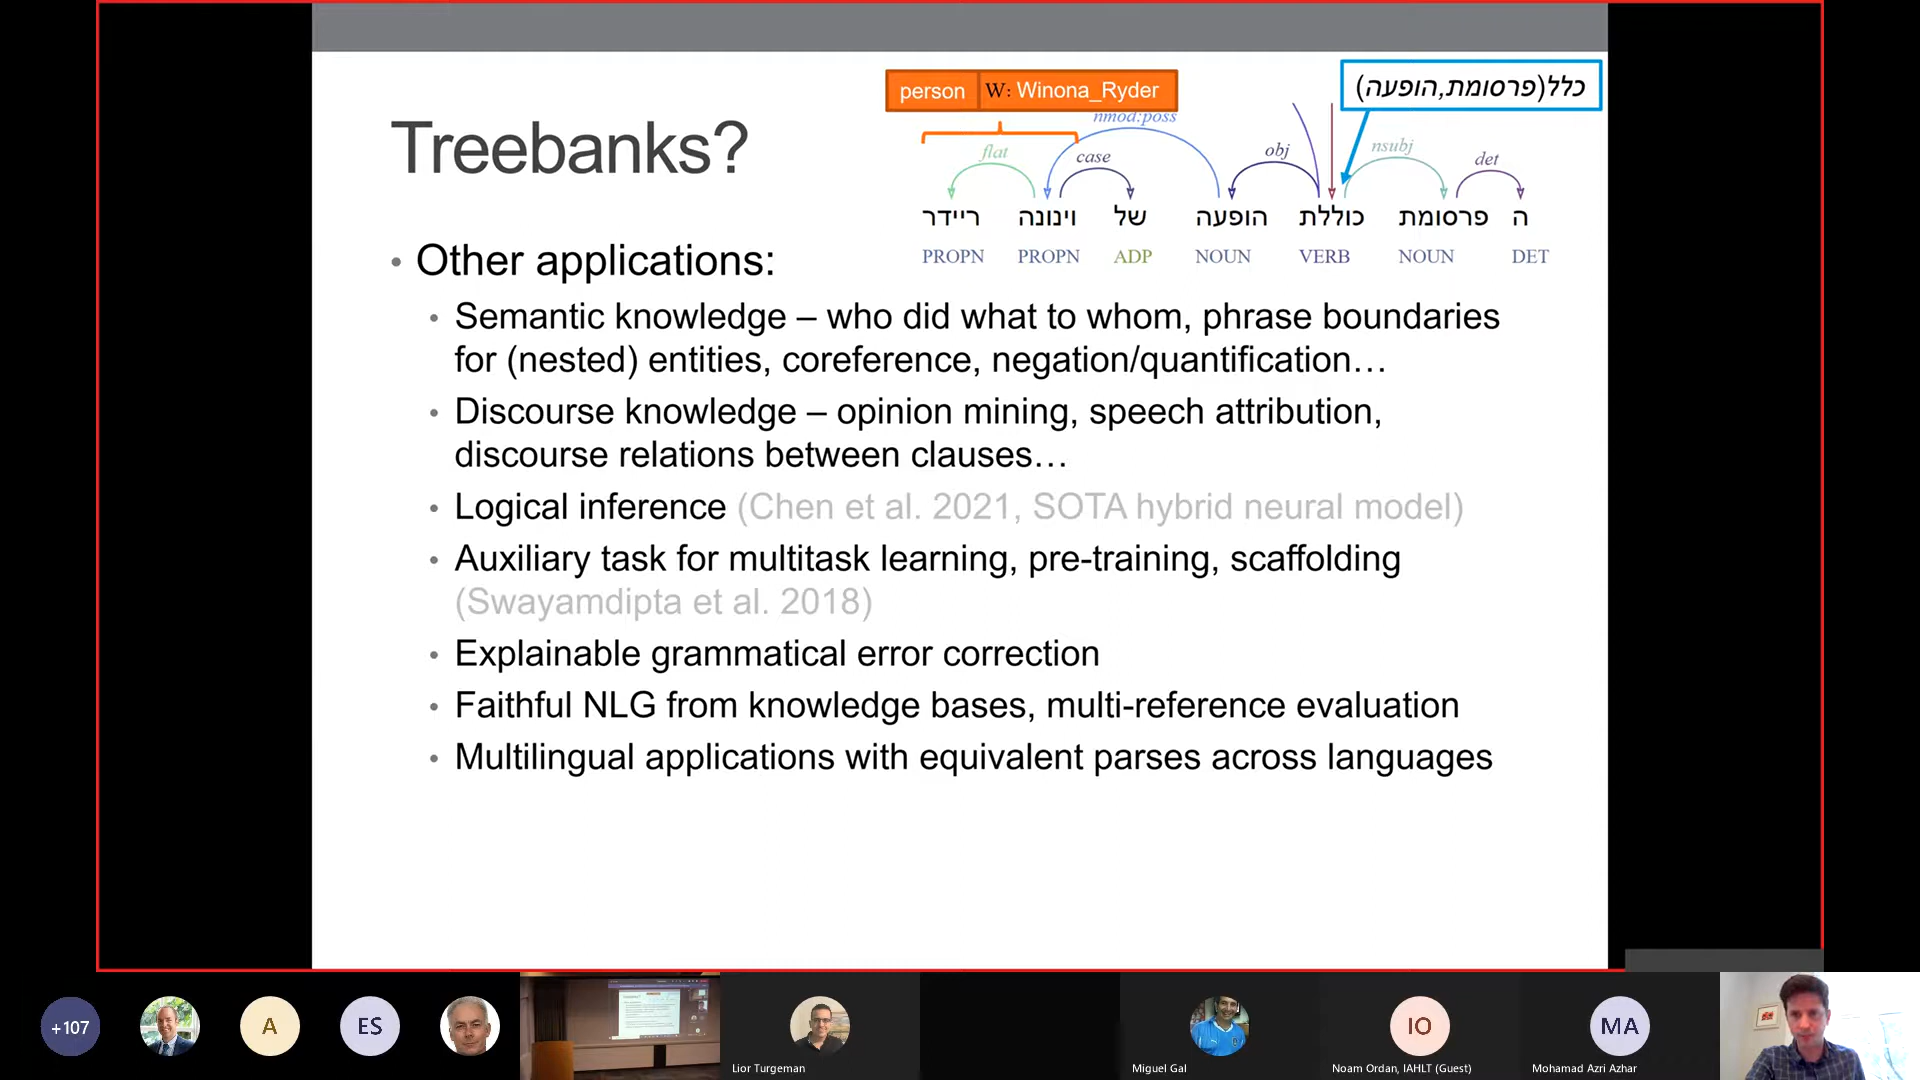 person W: Winona_Ryder
כלל(פרסומת,הופעה)
Treebanks?
nmod:poss
flat case obj nsubj det
ה פרסומת כוללת הופעה של וינונה ריידר
PROPN PROPN ADP NOUN VERB NOUN DET
• Other applications:
• Semantic knowledge – who did what to whom, phrase boundaries
for (nested) entities, coreference, negation/quantification…
• Discourse knowledge – opinion mining, speech attribution,
discourse relations between clauses…
• Logical inference (Chen et al. 2021, SOTA hybrid neural model)
• Auxiliary task for multitask learning, pre-training, scaffolding
(Swayamdipta et al. 2018)
• Explainable grammatical error correction
• Faithful NLG from knowledge bases, multi-reference evaluation
• Multilingual applications with equivalent parses across languages
+107 A ES IO MA
Lior Turgeman Miguel Gal Noam Ordan, IAHLT (Guest) Mohamad Azri Azhar